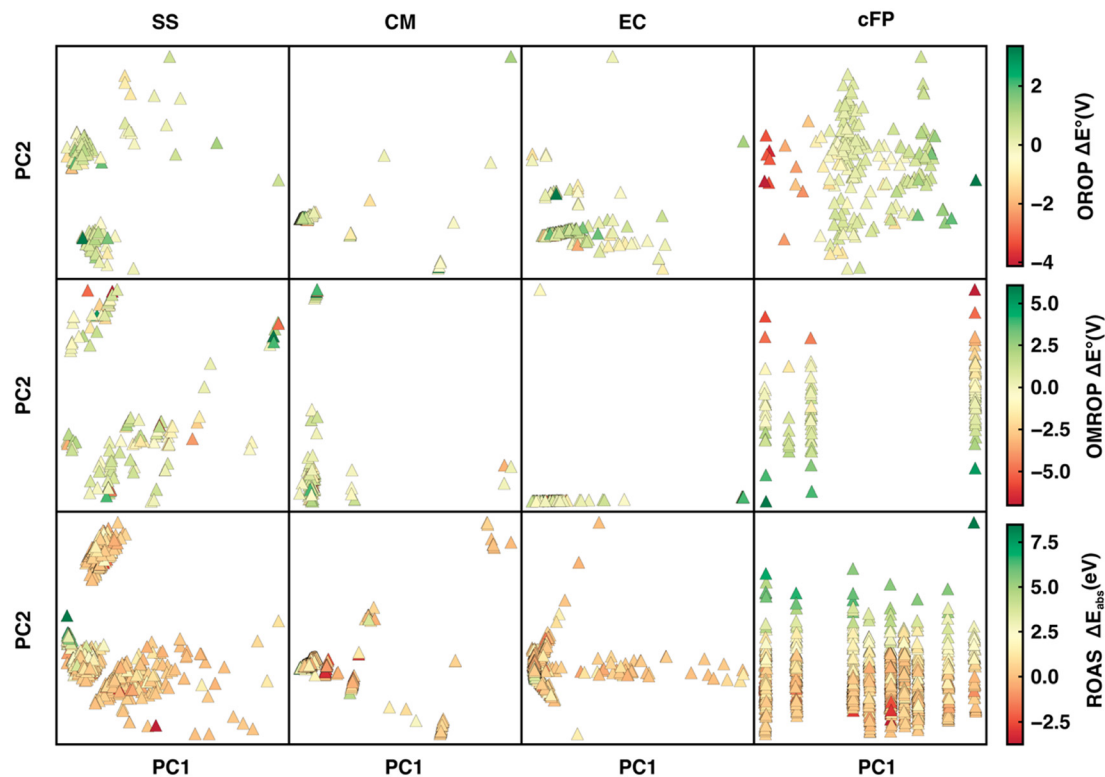 SS CM EC cFP
PC2
2
0
−2
−4
OROP ΔE°(V)
PC2
5.0
2.5
0.0
−2.5
−5.0
OMROP ΔE°(V)
PC2
7.5
5.0
2.5
0.0
−2.5
ROAS ΔEabs(eV)
PC1 PC1 PC1 PC1